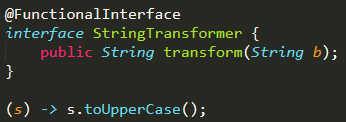 @FunctionalInterface
interface StringTransformer {
    public String transform(String b);
}
(s) -> s.toUpperCase();